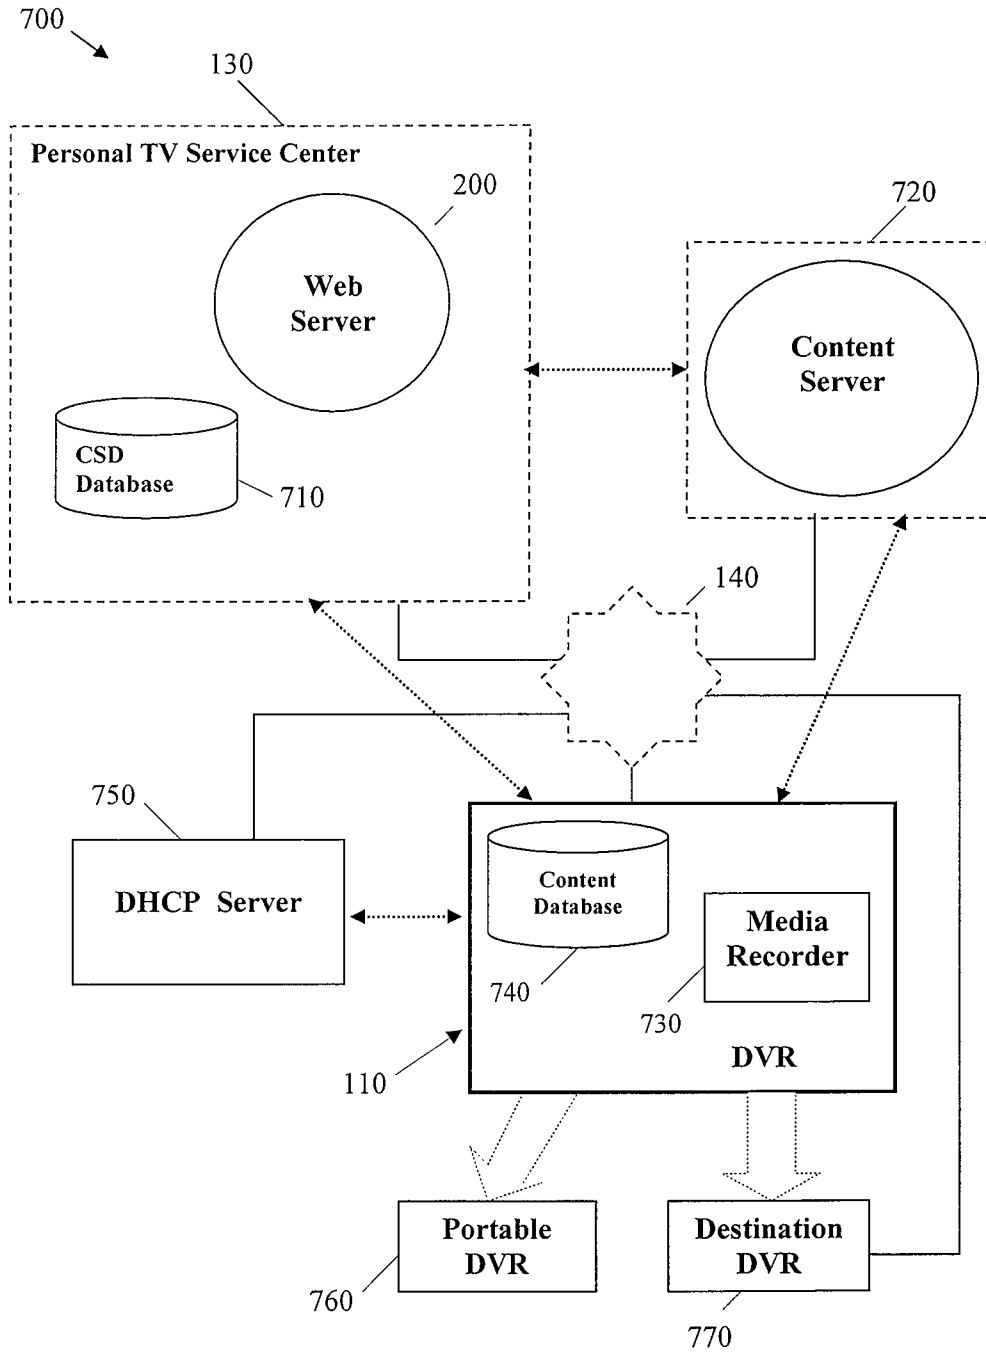 700
130
Personal TV Service Center
200
720
Web
Server
Content
Server
CSD
Database
710
140
750
DHCP Server
Content
Database
Media
Recorder
740
730
DVR
110
Portable
DVR
Destination
DVR
760
770